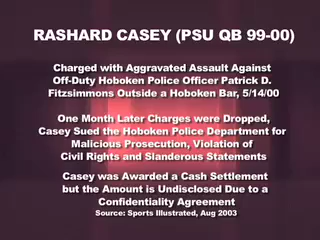 RASHARD CASEY (PSU QB 99-00)
Charged with Aggravated Assault Against
Off-Duty Hoboken Police Officer Patrick D.
Fitzsimmons Outside a Hoboken Bar, 5/14/00
One Month Later Charges were Dropped,
Casey Sued the Hoboken Police Department for
Malicious Prosecution, Violation of
Civil Rights and Slanderous Statements
Casey was Awarded a Cash Settlement
but the Amount is Undisclosed Due to a
Confidentiality Agreement
Source: Sports Illustrated, Aug 2003